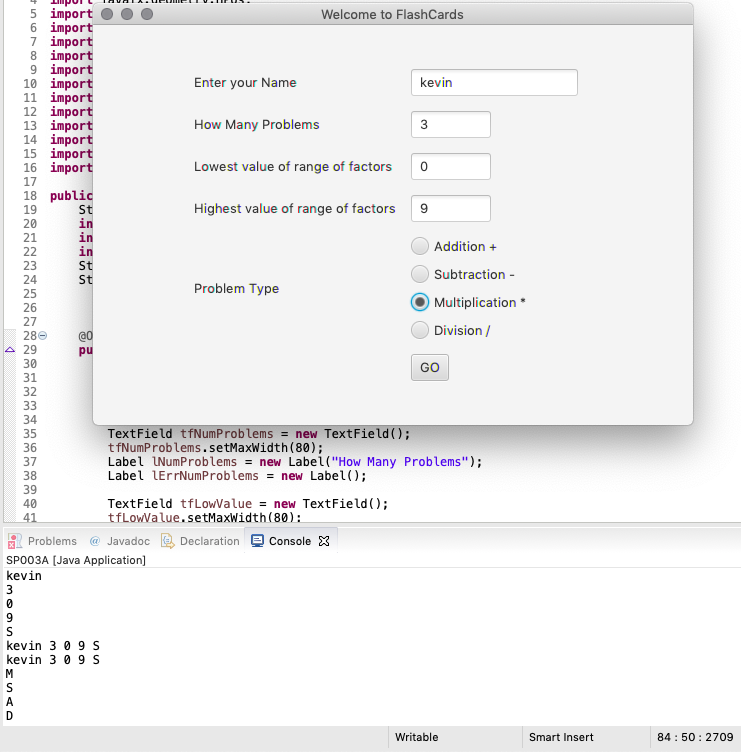 4 import javafx.geometry.HPos;
5 import
6 import
7 import
8 import
9 import
10 import
11 import
12 import
13 import
14 import
15 import
16 import
17
18 public
19 St
20 in
21 in
22 in
23 St
24 St
25
26
27
28 @O
29 pu
30
31
32
33
34
35 TextField tfNumProblems = new TextField();
36 tfNumProblems.setMaxWidth(80);
37 Label lNumProblems = new Label("How Many Problems");
38 Label lErrNumProblems = new Label();
39
40 TextField tfLowValue = new TextField();
41 tfLowValue.setMaxWidth(80);
Welcome to FlashCards
Enter your Name kevin
How Many Problems 3
Lowest value of range of factors 0
Highest value of range of factors 9
Addition +
Subtraction -
Problem Type
Multiplication *
Division /
GO
Problems @ Javadoc Declaration Console
SP003A [Java Application]
kevin
3
0
9
S
kevin 3 0 9 S
kevin 3 0 9 S
M
S
A
D
Writable Smart Insert 84 : 50 : 2709